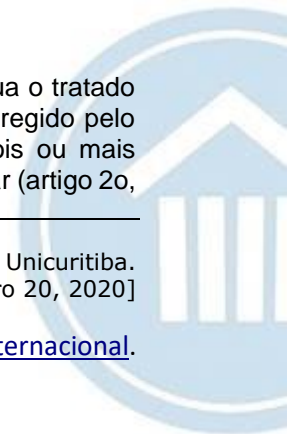 ua o tratado
regido pelo
ois ou mais
r (artigo 2o,
Unicuritiba.
ro 20, 2020]
ternacional.